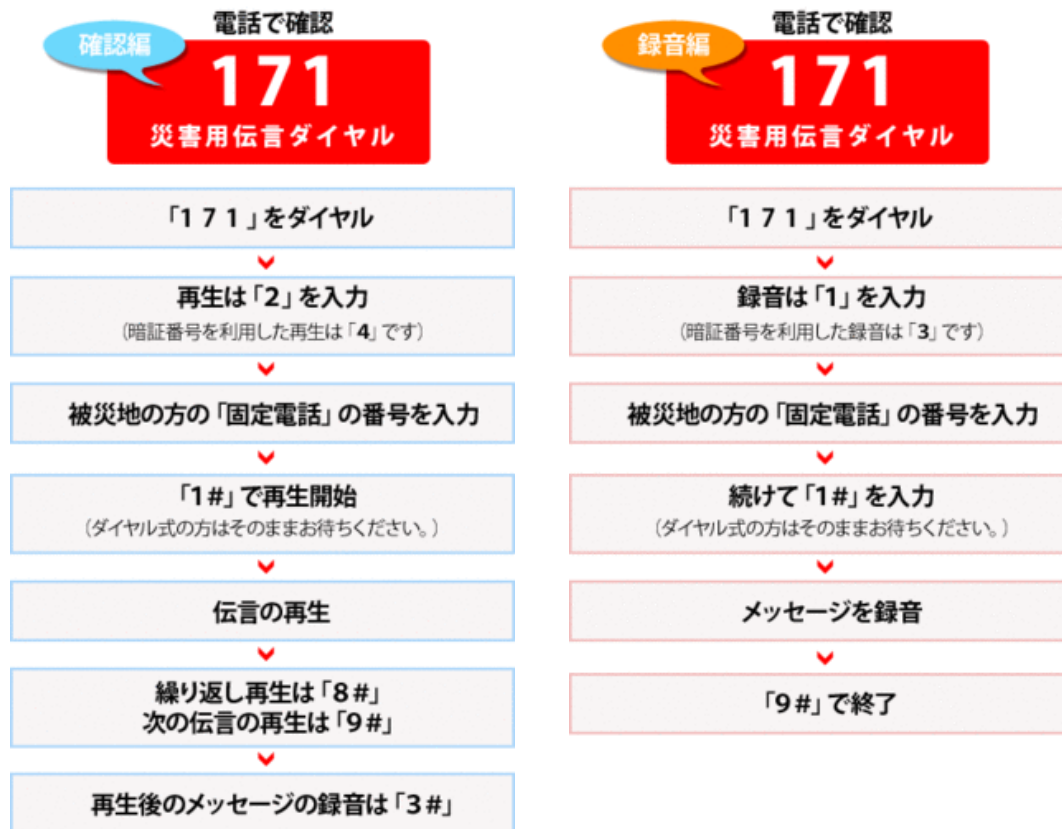 電話で確認
確認編
171
災害用伝言ダイヤル
「171」をダイヤル
再生は「2」を入力
（暗証番号を利用した再生は「4」です）
被災地の方の「固定電話」の番号を入力
「1#」で再生開始
（ダイヤル式の方はそのままお待ちください。）
伝言の再生
繰り返し再生は「8#」
次の伝言の再生は「9#」
再生後のメッセージの録音は「3#」
電話で確認
録音編
171
災害用伝言ダイヤル
「171」をダイヤル
録音は「1」を入力
（暗証番号を利用した録音は「3」です）
被災地の方の「固定電話」の番号を入力
続けて「1#」を入力
（ダイヤル式の方はそのままお待ちください。）
メッセージを録音
「9#」で終了